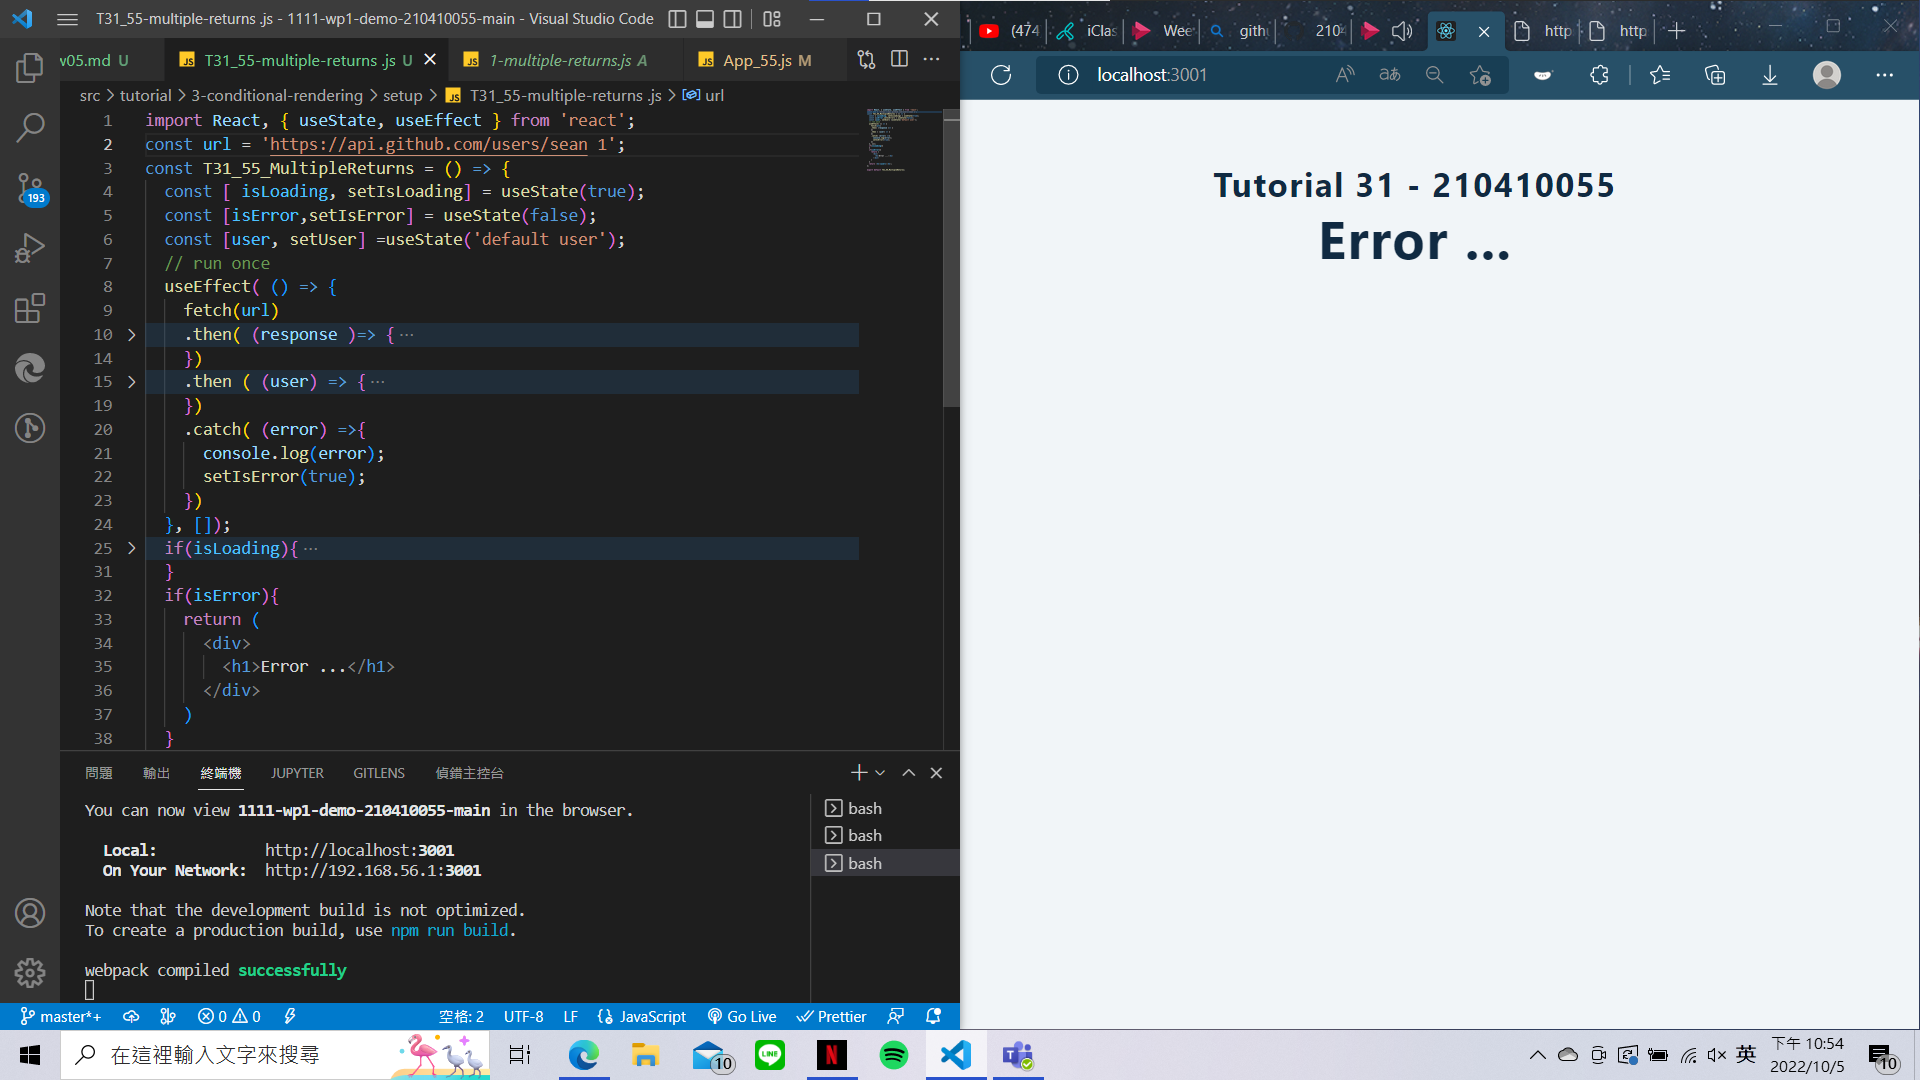 T31_55-multiple-returns .js - 1111-wp1-demo-210410055-main - Visual Studio Code
w05.md U
T31_55-multiple-returns .js U
1-multiple-returns.js A
App_55.js M
src > tutorial > 3-conditional-rendering > setup > T31_55-multiple-returns .js > url
1 import React, { useState, useEffect } from 'react';
2 const url = 'https://api.github.com/users/sean 1';
3 const T31_55_MultipleReturns = () => {
4 const [ isLoading, setIsLoading] = useState(true);
5 const [isError,setIsError] = useState(false);
6 const [user, setUser] =useState('default user');
7 // run once
8 useEffect( () => {
9 fetch(url)
10 .then( (response )=> { ...
14 })
15 .then ( (user) => { ...
19 })
20 .catch( (error) =>{
21 console.log(error);
22 setIsError(true);
23 })
24 }, []);
25 if(isLoading){ ...
31 }
32 if(isError){
33 return (
34 <div>
35 <h1>Error ...</h1>
36 </div>
37 )
38 }
193
問題 輸出 終端機 JUPYTER GITLENS 偵錯主控台
You can now view 1111-wp1-demo-210410055-main in the browser.
Local: http://localhost:3001
On Your Network: http://192.168.56.1:3001
Note that the development build is not optimized.
To create a production build, use npm run build.
webpack compiled successfully
bash
bash
bash
master*+ 0 0 空格: 2 UTF-8 LF JavaScript Go Live Prettier
(474 iClas Wee gith 2104 http http
localhost:3001
Tutorial 31 - 210410055
Error ...
在這裡輸入文字來搜尋
10
LINE
N
英
下午 10:54
2022/10/5
10